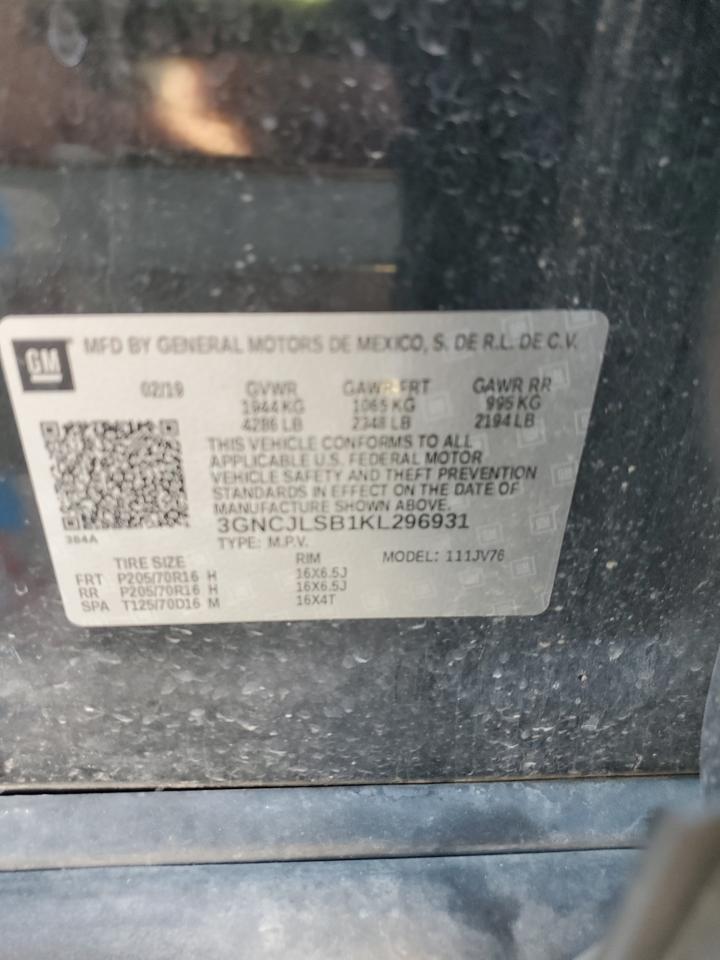 GM
MFD BY GENERAL MOTORS DE MEXICO, S. DE R.L. DE C.V.
02/19 GVWR GAWR FRT GAWR RR
1944 KG 1065 KG 995 KG
4286 LB 2348 LB 2194 LB
THIS VEHICLE CONFORMS TO ALL
APPLICABLE U.S. FEDERAL MOTOR
VEHICLE SAFETY AND THEFT PREVENTION
STANDARDS IN EFFECT ON THE DATE OF
MANUFACTURE SHOWN ABOVE.
3GNCJLSB1KL296931
384A
TYPE: M.P.V. MODEL: 111JV76
TIRE SIZE RIM
FRT P205/70R16 H 16X6.5J
RR P205/70R16 H 16X6.5J
SPA T125/70D16 M 16X4T